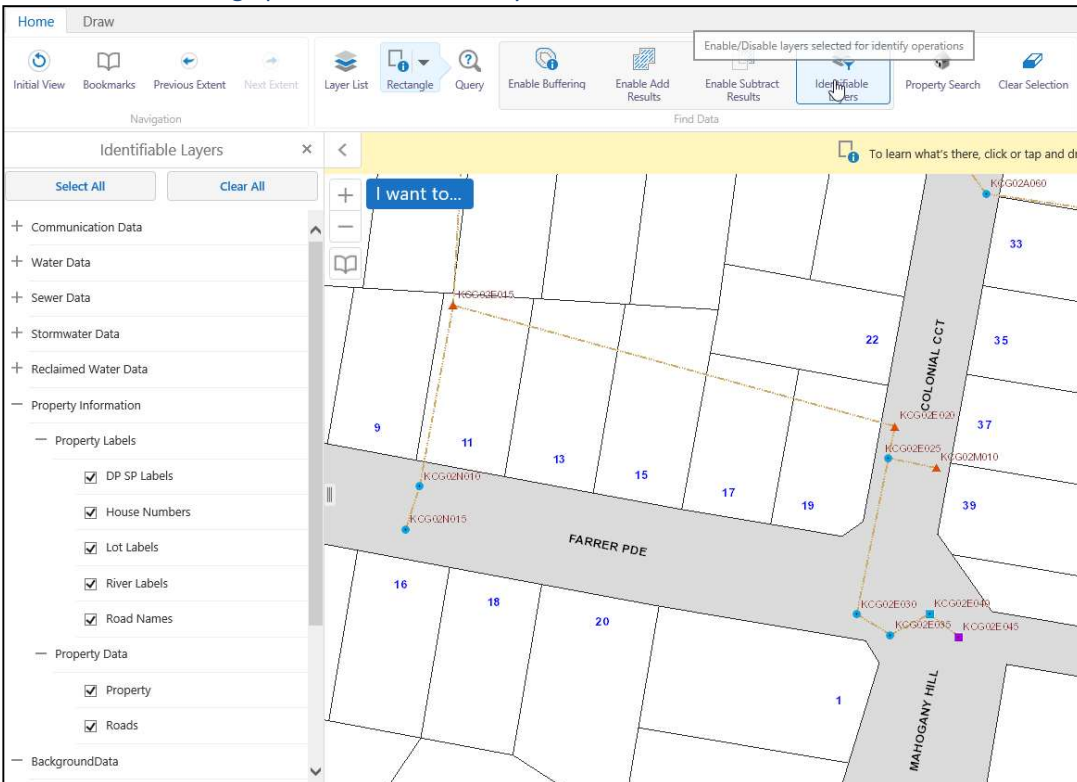 Home Draw
Enable/Disable layers selected for identify operations
Initial View Bookmarks Previous Extent Next Extent Layer List Rectangle Query Enable Buffering Enable Add Results Enable Subtract Results Identifiable Layers Property Search Clear Selection
Navigation Find Data
Identifiable Layers
Select All Clear All
To learn what's there, click or tap and dr
I want to...
Communication Data
Water Data
Sewer Data
Stormwater Data
Reclaimed Water Data
Property Information
Property Labels
DP SP Labels
House Numbers
Lot Labels
River Labels
Road Names
Property Data
Property
Roads
BackgroundData
KCG02A060
33
KCG02E015
22
COLONIAL CCT
35
KCG02E020
37
9
11
KCG02E025
KCG02M010
13
15
KCG02N010
17
19
39
KCG02N015
FARRER PDE
16
18
20
KCG02E030
KCG02E040
KCG02E035
KCG02E045
1
MAHOGANY HILL